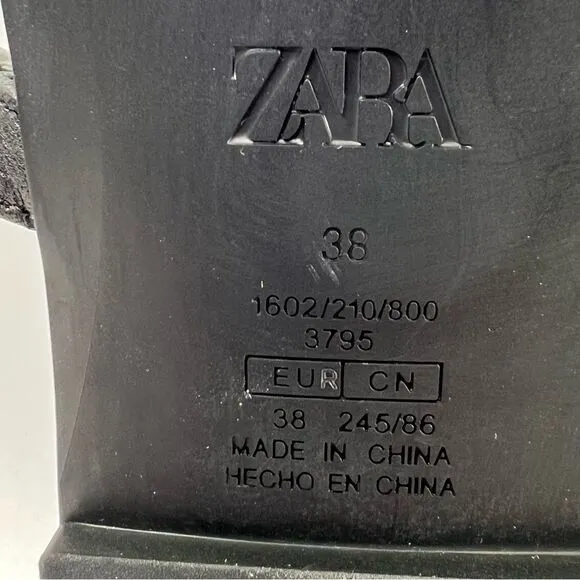 ZARA
38
1602/210/800
3795
EUR CN
38 245/86
MADE IN CHINA
HECHO EN CHINA